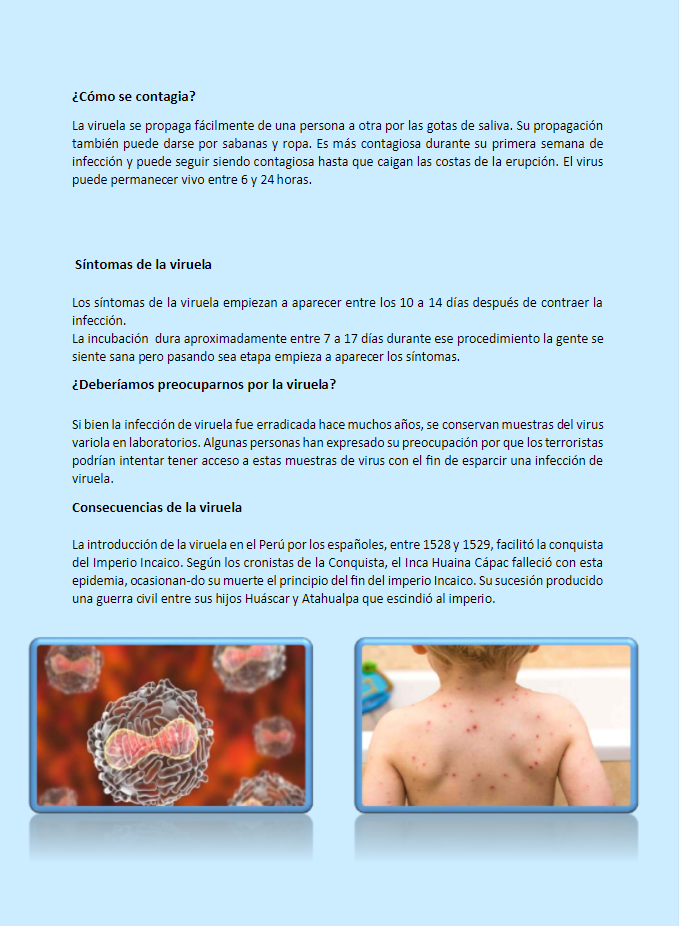 ¿Cómo se contagia?
La viruela se propaga fácilmente de una persona a otra por las gotas de saliva. Su propagación
también puede darse por sabanas y ropa. Es más contagiosa durante su primera semana de
infección y puede seguir siendo contagiosa hasta que caigan las costas de la erupción. El virus
puede permanecer vivo entre 6 y 24 horas.
Síntomas de la viruela
Los síntomas de la viruela empiezan a aparecer entre los 10 a 14 días después de contraer la
infección.
La incubación  dura aproximadamente entre 7 a 17 días durante ese procedimiento la gente se
siente sana pero pasando sea etapa empieza a aparecer los síntomas.
¿Deberíamos preocuparnos por la viruela?
Si bien la infección de viruela fue erradicada hace muchos años, se conservan muestras del virus
variola en laboratorios. Algunas personas han expresado su preocupación por que los terroristas
podrían intentar tener acceso a estas muestras de virus con el fin de esparcir una infección de
viruela.
Consecuencias de la viruela
La introducción de la viruela en el Perú por los españoles, entre 1528 y 1529, facilitó la conquista
del Imperio Incaico. Según los cronistas de la Conquista, el Inca Huaina Cápac falleció con esta
epidemia, ocasionan-do su muerte el principio del fin del imperio Incaico. Su sucesión producido
una guerra civil entre sus hijos Huáscar y Atahualpa que escindió al imperio.